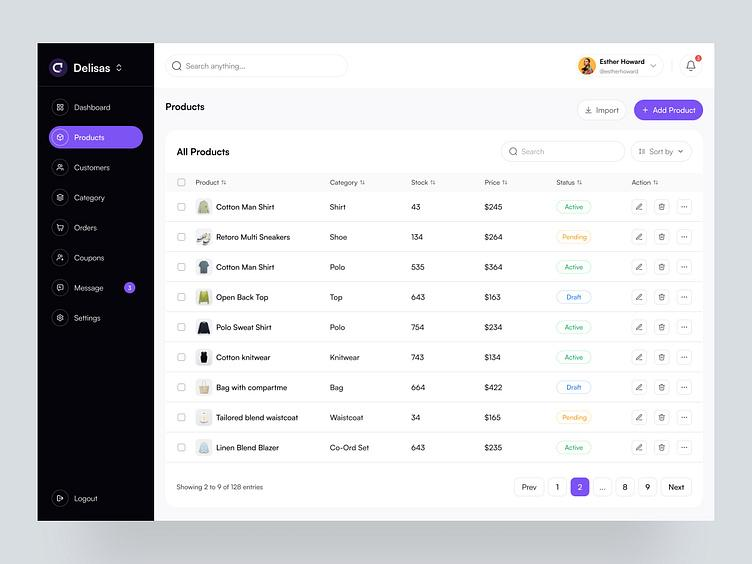 Delisas
Search anything...
Esther Howard
@estherhoward
3
Dashboard
Products
Customers
Category
Orders
Coupons
Message 3
Settings
Logout
Products
Import
+ Add Product
All Products
Search
Sort by
Product Category Stock Price Status Action
Cotton Man Shirt Shirt 43 $245 Active
Retoro Multi Sneakers Shoe 134 $264 Pending
Cotton Man Shirt Polo 535 $364 Active
Open Back Top Top 643 $163 Draft
Polo Sweat Shirt Polo 754 $234 Active
Cotton knitwear Knitwear 743 $134 Active
Bag with compartme Bag 664 $422 Draft
Tailored blend waistcoat Waistcoat 34 $165 Pending
Linen Blend Blazer Co-Ord Set 643 $235 Active
Showing 2 to 9 of 128 entries
Prev 1 2 ... 8 9 Next